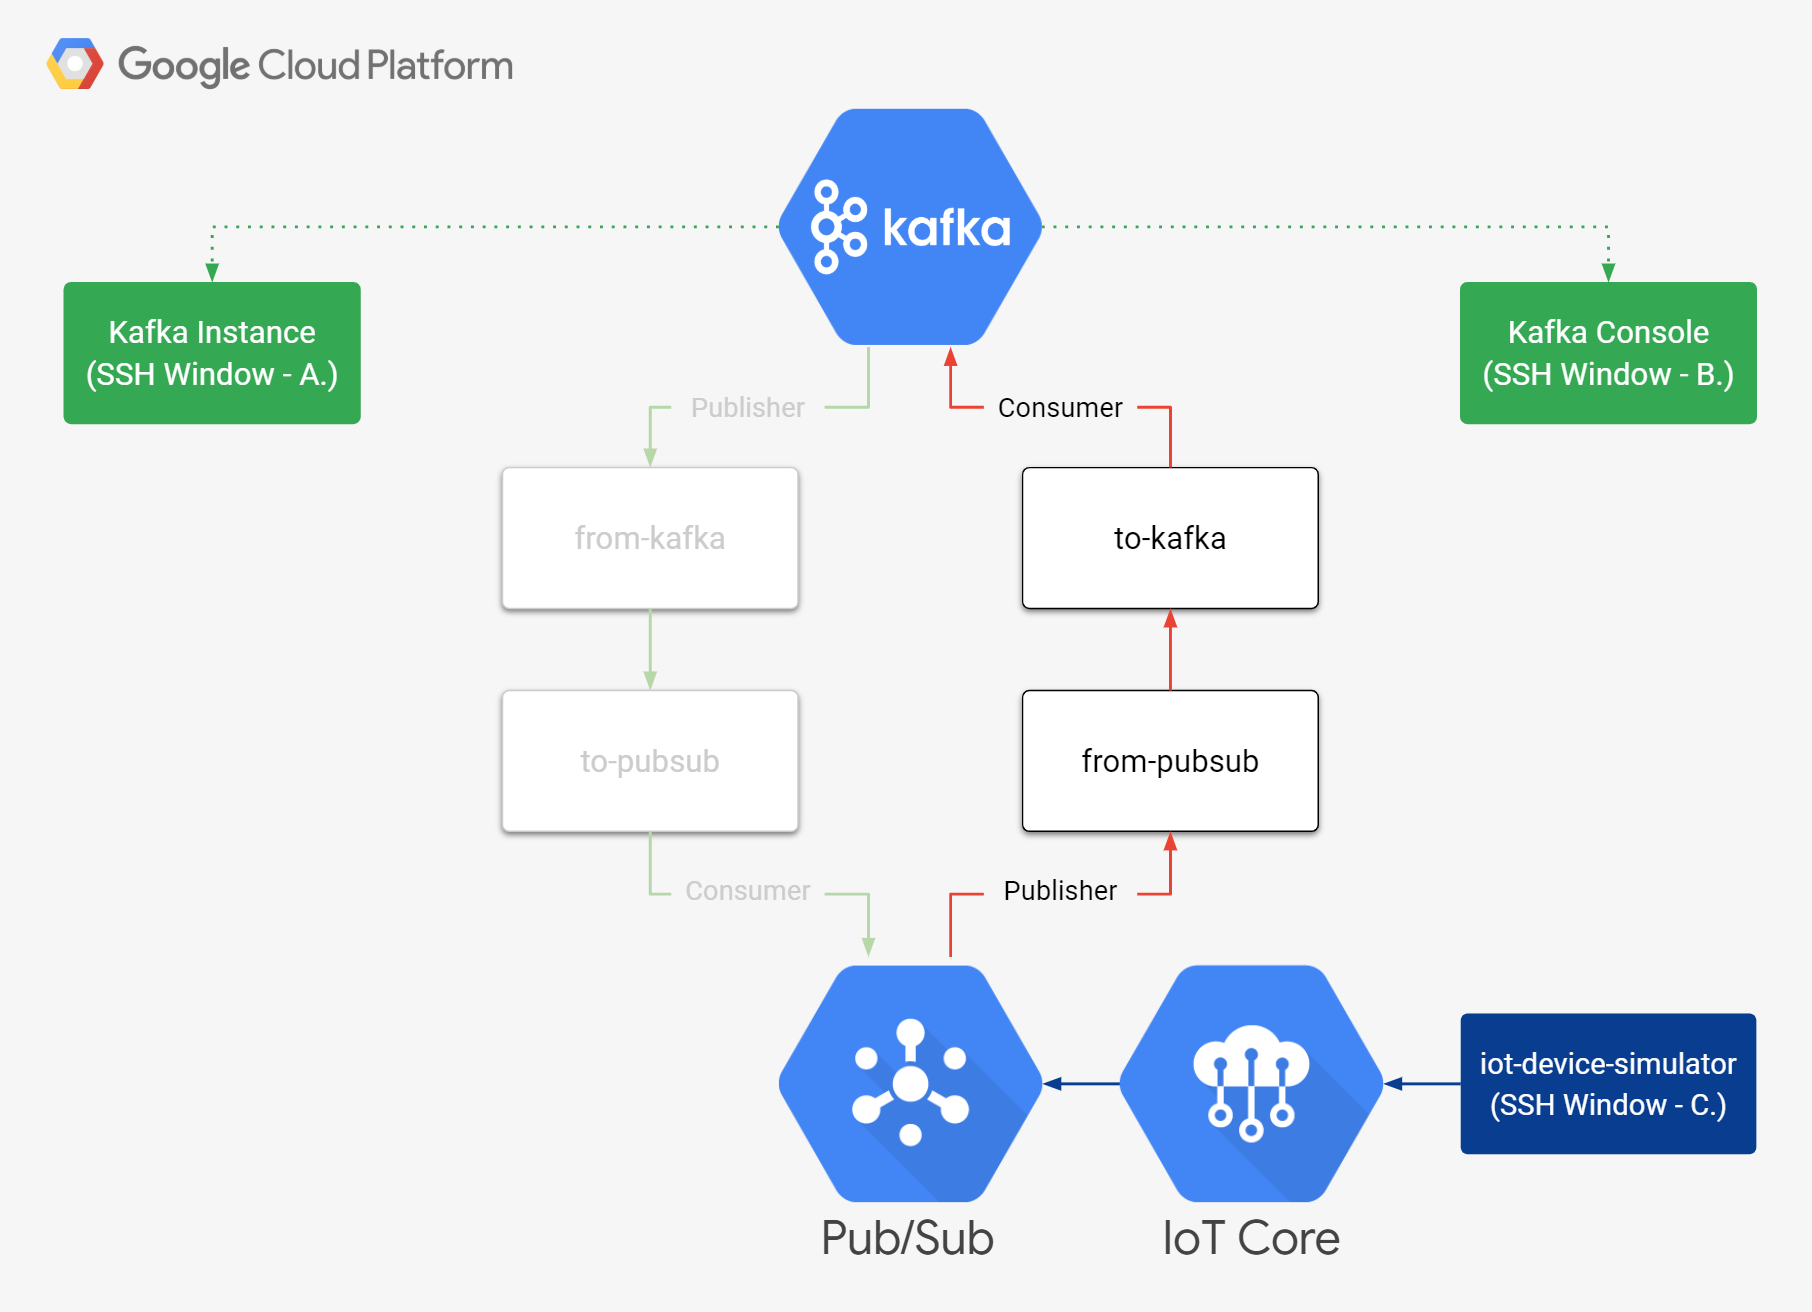 Google Cloud Platform
kafka
Kafka Instance
(SSH Window - A.)
Kafka Console
(SSH Window - B.)
Publisher
Consumer
from-kafka
to-kafka
to-pubsub
from-pubsub
Consumer
Publisher
iot-device-simulator
(SSH Window - C.)
Pub/Sub
IoT Core